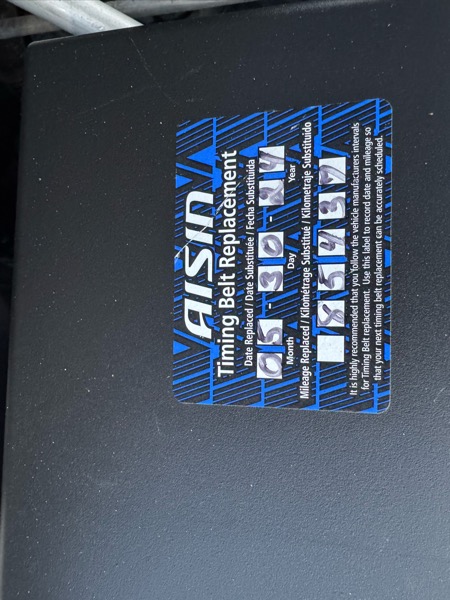 AISIN
Timing Belt Replacement
Date Replaced / Date Substituée / Fecha Substituida
05 - 30 - 24
Month Day Year
Mileage Replaced / Kilométrage Substitué / Kilometraje Substituido
85437
It is highly recommended that you follow the vehicle manufacturers intervals
for Timing Belt replacement. Use this label to record date and mileage so
that your next timing belt replacement can be accurately scheduled.